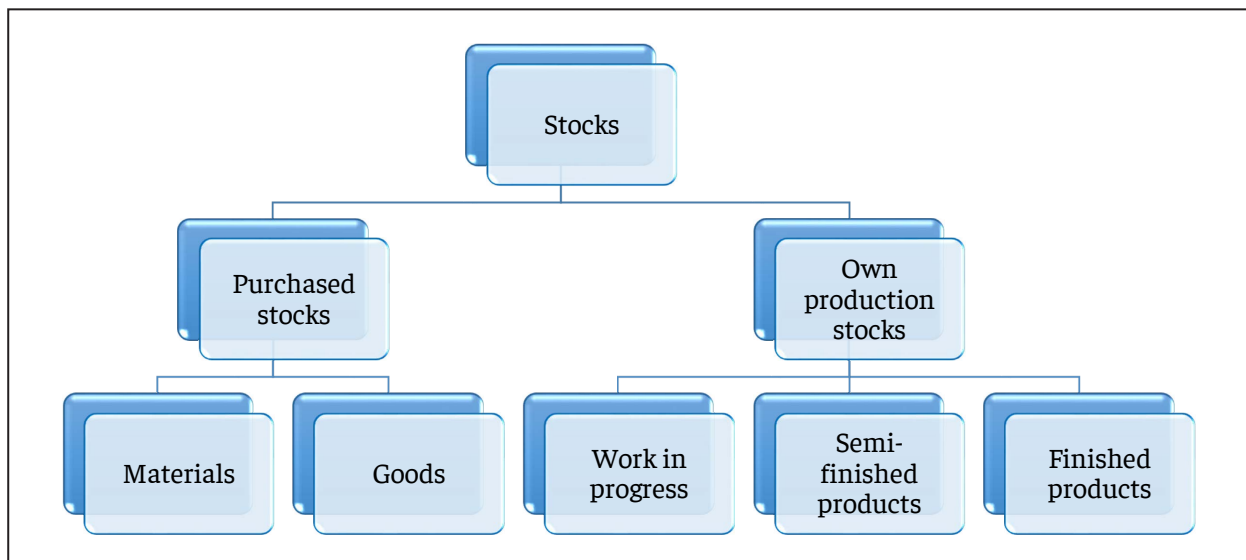 Stocks
Purchased
stocks
Own
production
stocks
Materials
Goods
Work in
progress
Semi-
finished
products
Finished
products